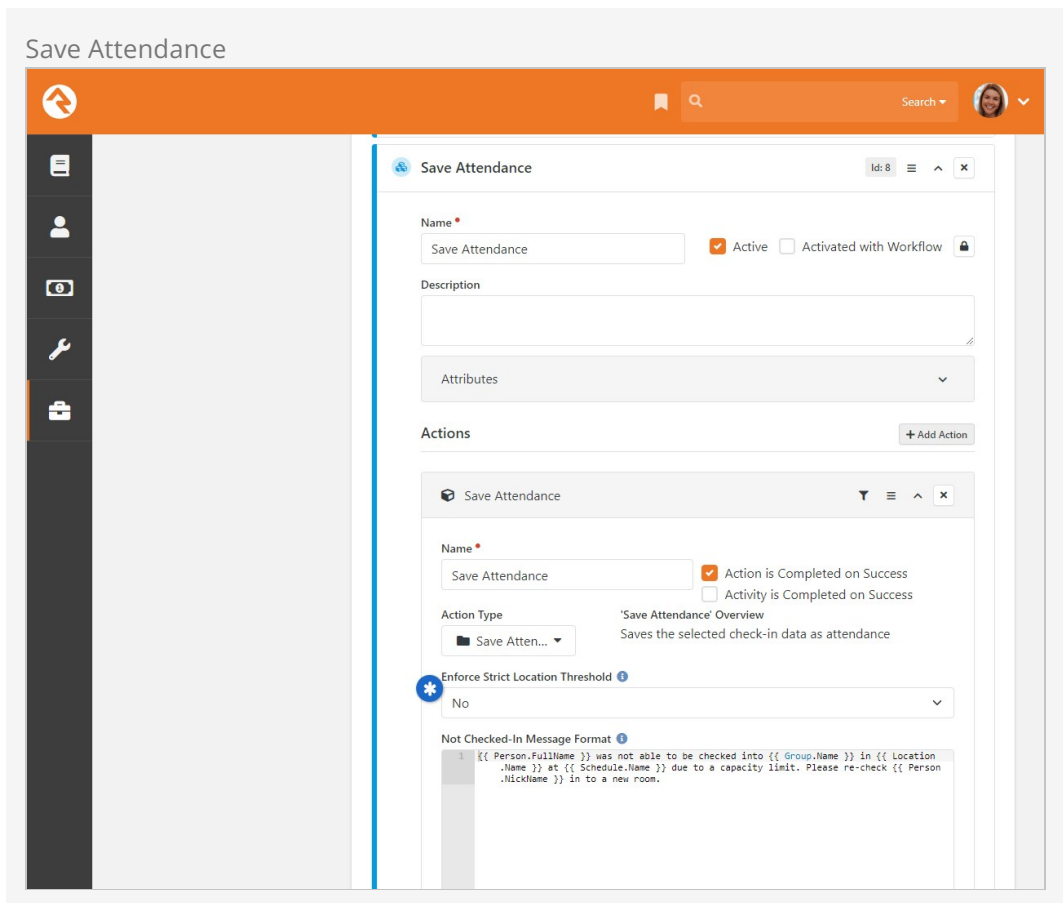 Save Attendance
Search
Save Attendance
Id: 8
Name
Save Attendance
Active
Activated with Workflow
Description
Attributes
Actions
+ Add Action
Save Attendance
Name
Save Attendance
Action is Completed on Success
Activity is Completed on Success
Action Type
Save Atten...
'Save Attendance' Overview
Saves the selected check-in data as attendance
Enforce Strict Location Threshold
No
Not Checked-In Message Format
1 {{ Person.FullName }} was not able to be checked into {{ Group.Name }} in {{ Location
.Name }} at {{ Schedule.Name }} due to a capacity limit. Please re-check {{ Person
.NickName }} in to a new room.